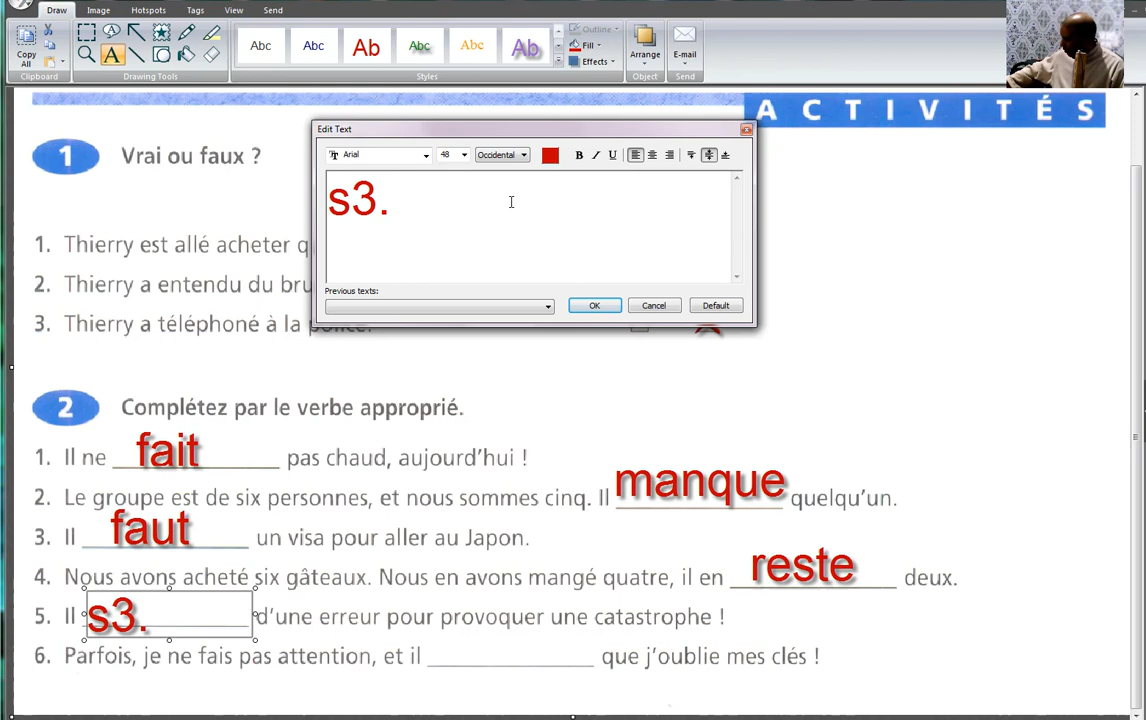 Draw Image Hotspots Tags View Send
Copy All
Abc Abc Ab Abc Abc Ab
Outline
Fill
Effects
Arrange
E-mail
Clipboard Drawing Tools Styles Object Send
ACTIVITÉS
Edit Text
Arial 48 Occidental B I U
s3.
Previous texts:
OK Cancel Default
1 Vrai ou faux ?
1. Thierry est allé acheter
2. Thierry a entendu du
3. Thierry a téléphoné à la police.
2 Complétez par le verbe approprié.
1. Il ne fait pas chaud, aujourd'hui !
2. Le groupe est de six personnes, et nous sommes cinq. Il manque quelqu'un.
3. Il faut un visa pour aller au Japon.
4. Nous avons acheté six gâteaux. Nous en avons mangé quatre, il en reste deux.
5. Il s3. d'une erreur pour provoquer une catastrophe !
6. Parfois, je ne fais pas attention, et il que j'oublie mes clés !